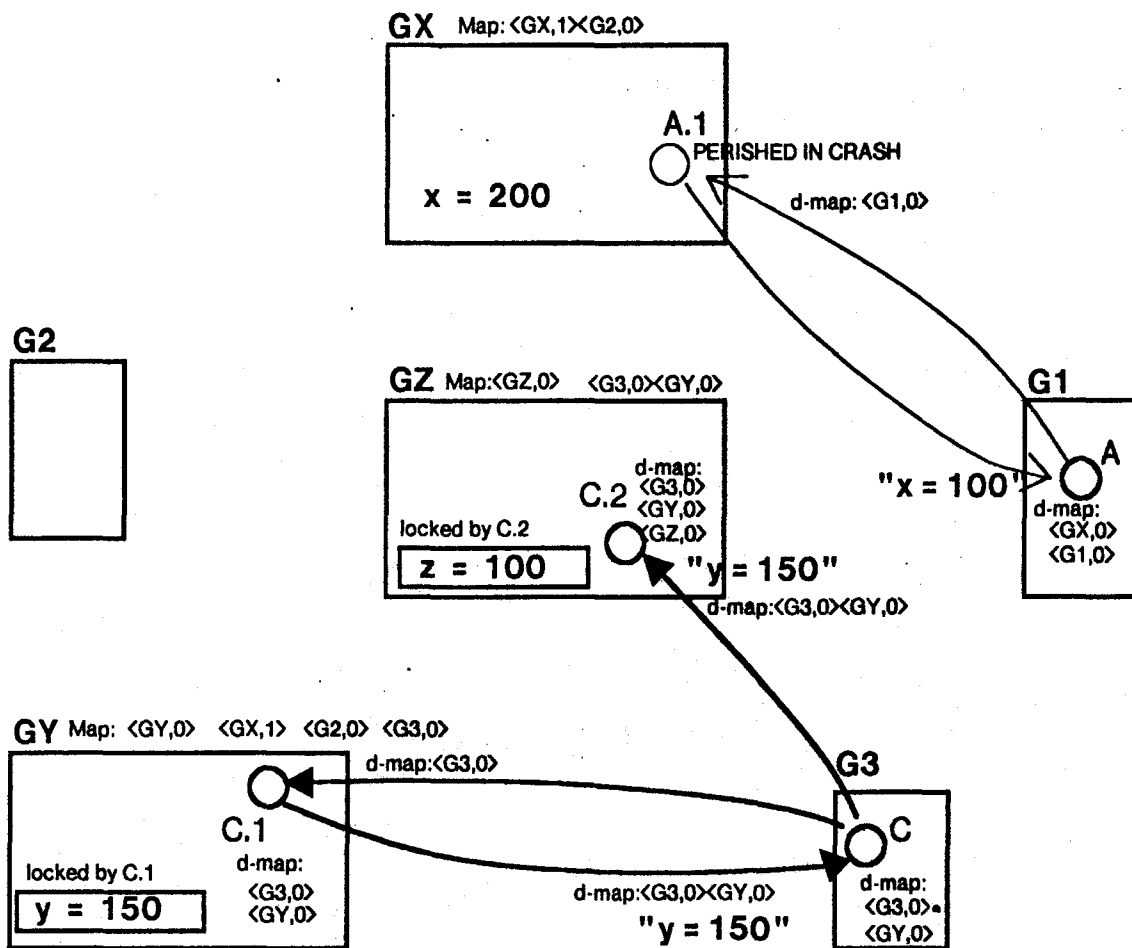 GX Map: <GX,1><G2,0>
A.1
PERISHED IN CRASH
x = 200
d-map: <G1,0>
G2
GZ Map:<GZ,0> <G3,0><GY,0>
G1
A
"x = 100"
d-map:
<GX,0>
<G1,0>
d-map:
<G3,0>
<GY,0>
<GZ,0>
C.2
locked by C.2
z = 100
"y = 150"
d-map:<G3,0><GY,0>
GY Map: <GY,0> <GX,1> <G2,0> <G3,0>
d-map:<G3,0>
G3
C.1
C
d-map:
<G3,0>
<GY,0>
locked by C.1
y = 150
d-map:<G3,0><GY,0>
"y = 150"
d-map:
<G3,0>
<GY,0>